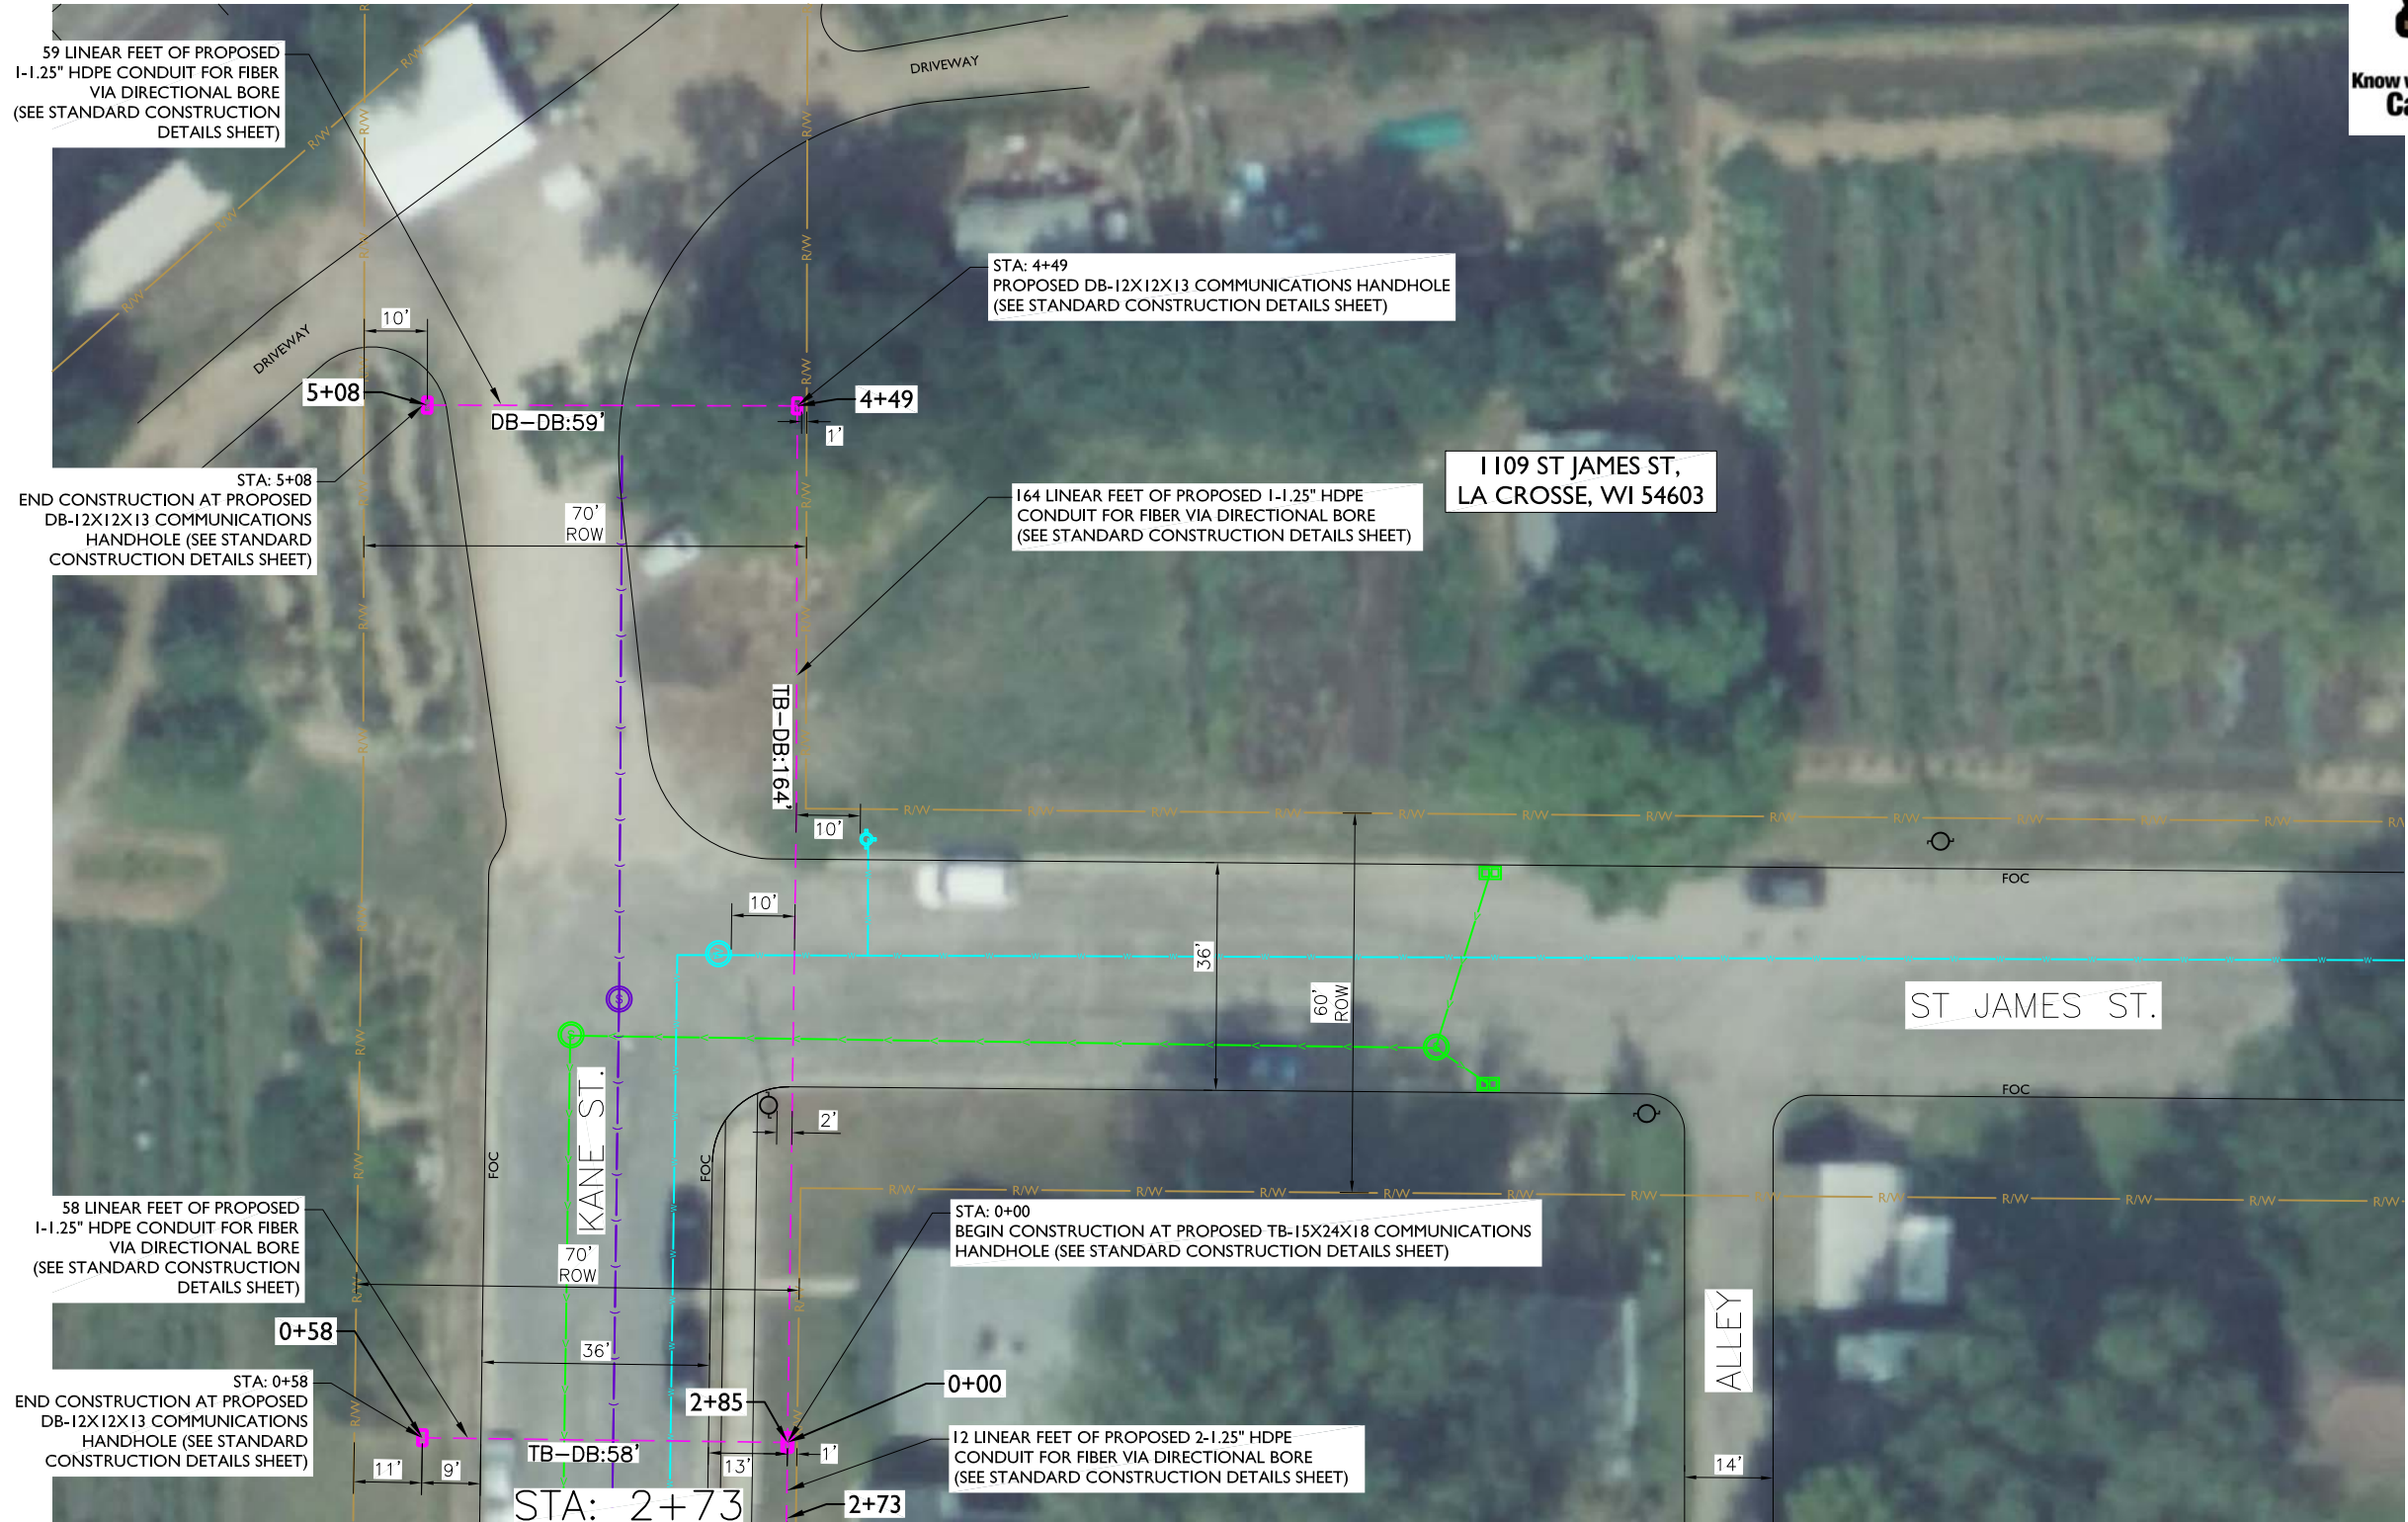 59 LINEAR FEET OF PROPOSED
1-1.25" HDPE CONDUIT FOR FIBER
VIA DIRECTIONAL BORE
(SEE STANDARD CONSTRUCTION
DETAILS SHEET)
DRIVEWAY
Know
STA: 4+49
PROPOSED DB-12X12X13 COMMUNICATIONS HANDHOLE
(SEE STANDARD CONSTRUCTION DETAILS SHEET)
10'
DRIVEWAY
5+08
DB-DB:59'
4+49
1'
STA: 5+08
END CONSTRUCTION AT PROPOSED
DB-12X12X13 COMMUNICATIONS
HANDHOLE (SEE STANDARD
CONSTRUCTION DETAILS SHEET)
1109 ST JAMES ST,
LA CROSSE, WI 54603
70'
ROW
164 LINEAR FEET OF PROPOSED 1-1.25" HDPE
CONDUIT FOR FIBER VIA DIRECTIONAL BORE
(SEE STANDARD CONSTRUCTION DETAILS SHEET)
TB-DB:164'
R/W
10'
10'
FOC
36'
60'
ROW
ST JAMES ST.
KANE ST.
2'
FOC
FOC
FOC
58 LINEAR FEET OF PROPOSED
1-1.25" HDPE CONDUIT FOR FIBER
VIA DIRECTIONAL BORE
(SEE STANDARD CONSTRUCTION
DETAILS SHEET)
70'
ROW
STA: 0+00
BEGIN CONSTRUCTION AT PROPOSED TB-15X24X18 COMMUNICATIONS
HANDHOLE (SEE STANDARD CONSTRUCTION DETAILS SHEET)
0+58
36'
ALLEY
STA: 0+58
END CONSTRUCTION AT PROPOSED
DB-12X12X13 COMMUNICATIONS
HANDHOLE (SEE STANDARD
CONSTRUCTION DETAILS SHEET)
2+85
0+00
TB-DB:58'
11'
9'
13'
1'
12 LINEAR FEET OF PROPOSED 2-1.25" HDPE
CONDUIT FOR FIBER VIA DIRECTIONAL BORE
(SEE STANDARD CONSTRUCTION DETAILS SHEET)
14'
STA: 2+73
2+73